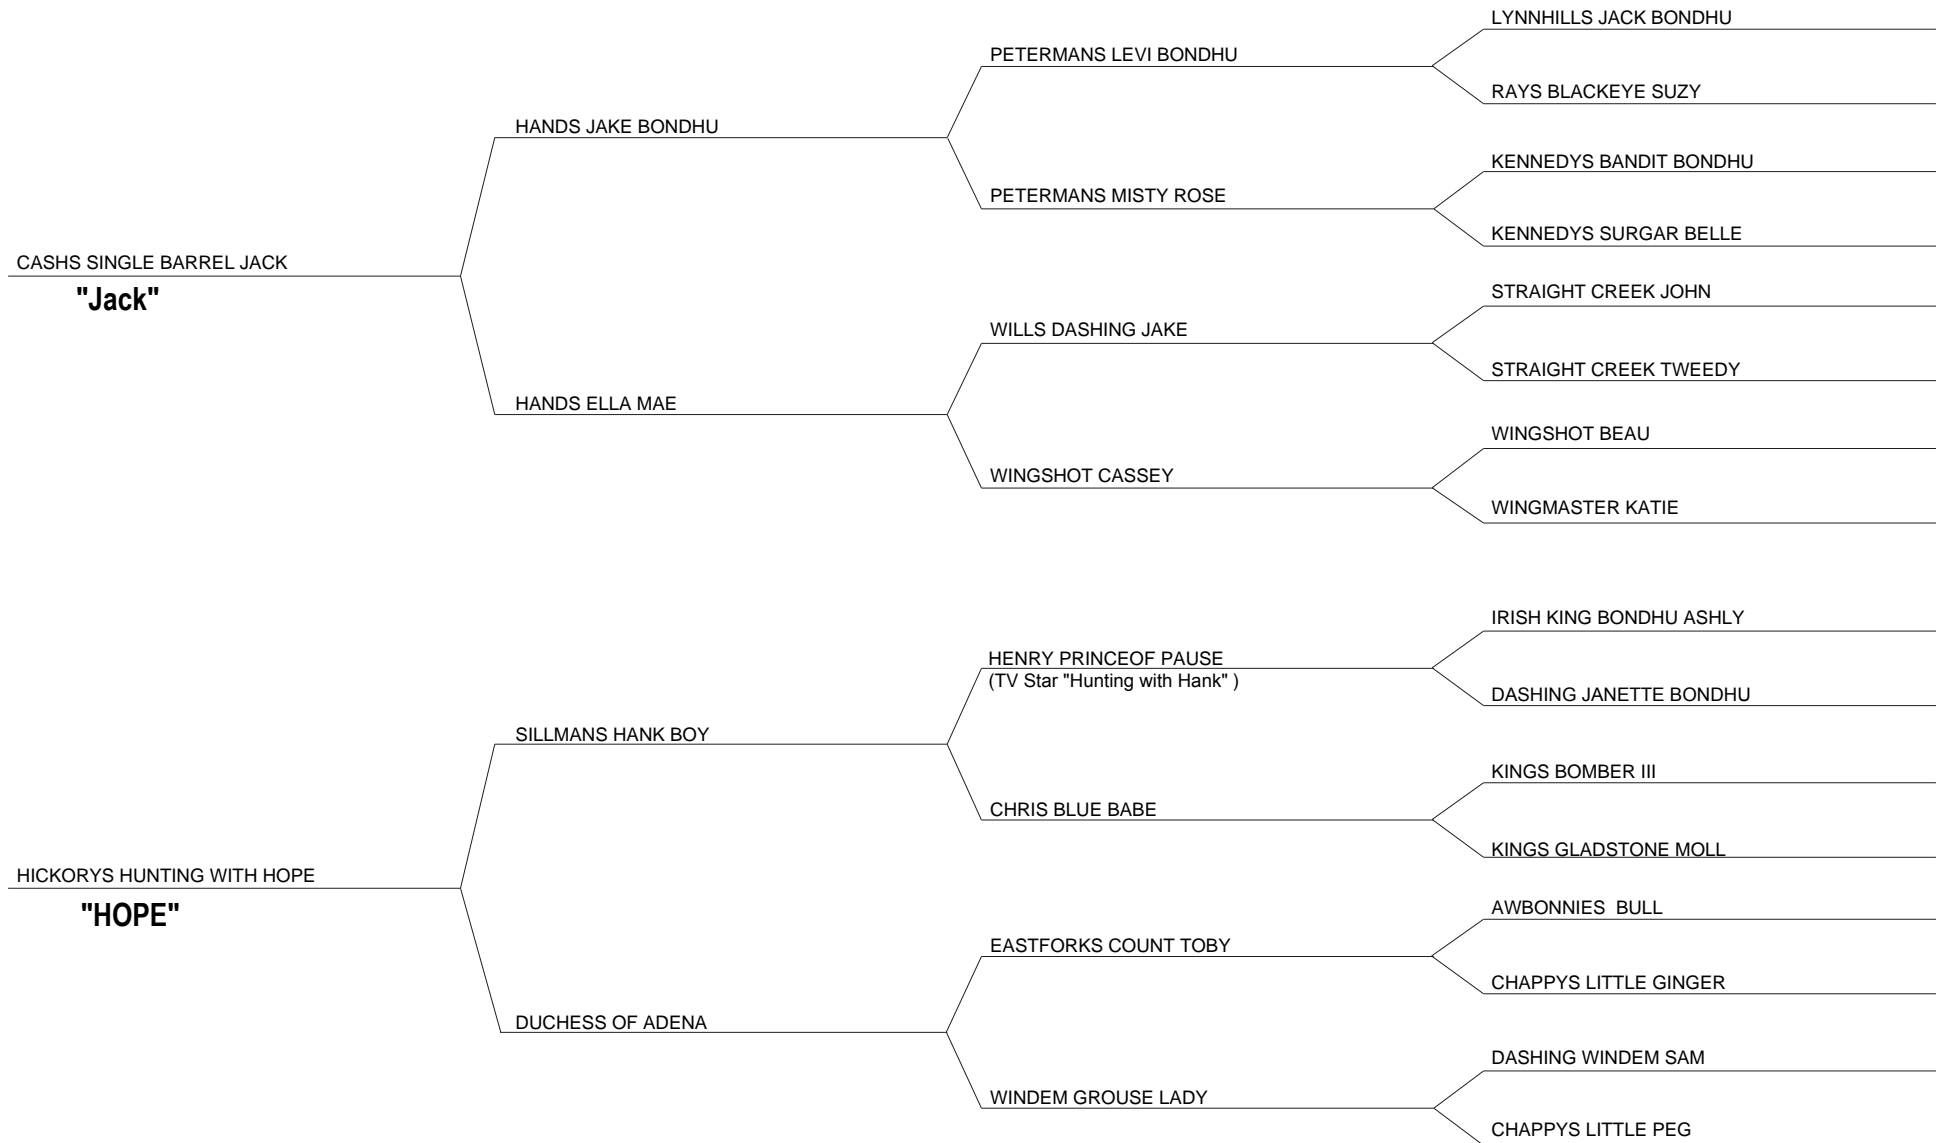 LYNNHILLS JACK BONDHU
PETERMANS LEVI BONDHU
RAYS BLACKEYE SUZY
HANDS JAKE BONDHU
KENNEDYS BANDIT BONDHU
PETERMANS MISTY ROSE
KENNEDYS SURGAR BELLE
CASHS SINGLE BARREL JACK
"Jack"
STRAIGHT CREEK JOHN
WILLS DASHING JAKE
STRAIGHT CREEK TWEEDY
HANDS ELLA MAE
WINGSHOT BEAU
WINGSHOT CASSEY
WINGMASTER KATIE
IRISH KING BONDHU ASHLY
HENRY PRINCEOF PAUSE
(TV Star "Hunting with Hank" )
DASHING JANETTE BONDHU
SILLMANS HANK BOY
KINGS BOMBER III
CHRIS BLUE BABE
KINGS GLADSTONE MOLL
HICKORYS HUNTING WITH HOPE
"HOPE"
AWBONNIES  BULL
EASTFORKS COUNT TOBY
CHAPPYS LITTLE GINGER
DUCHESS OF ADENA
DASHING WINDEM SAM
WINDEM GROUSE LADY
CHAPPYS LITTLE PEG